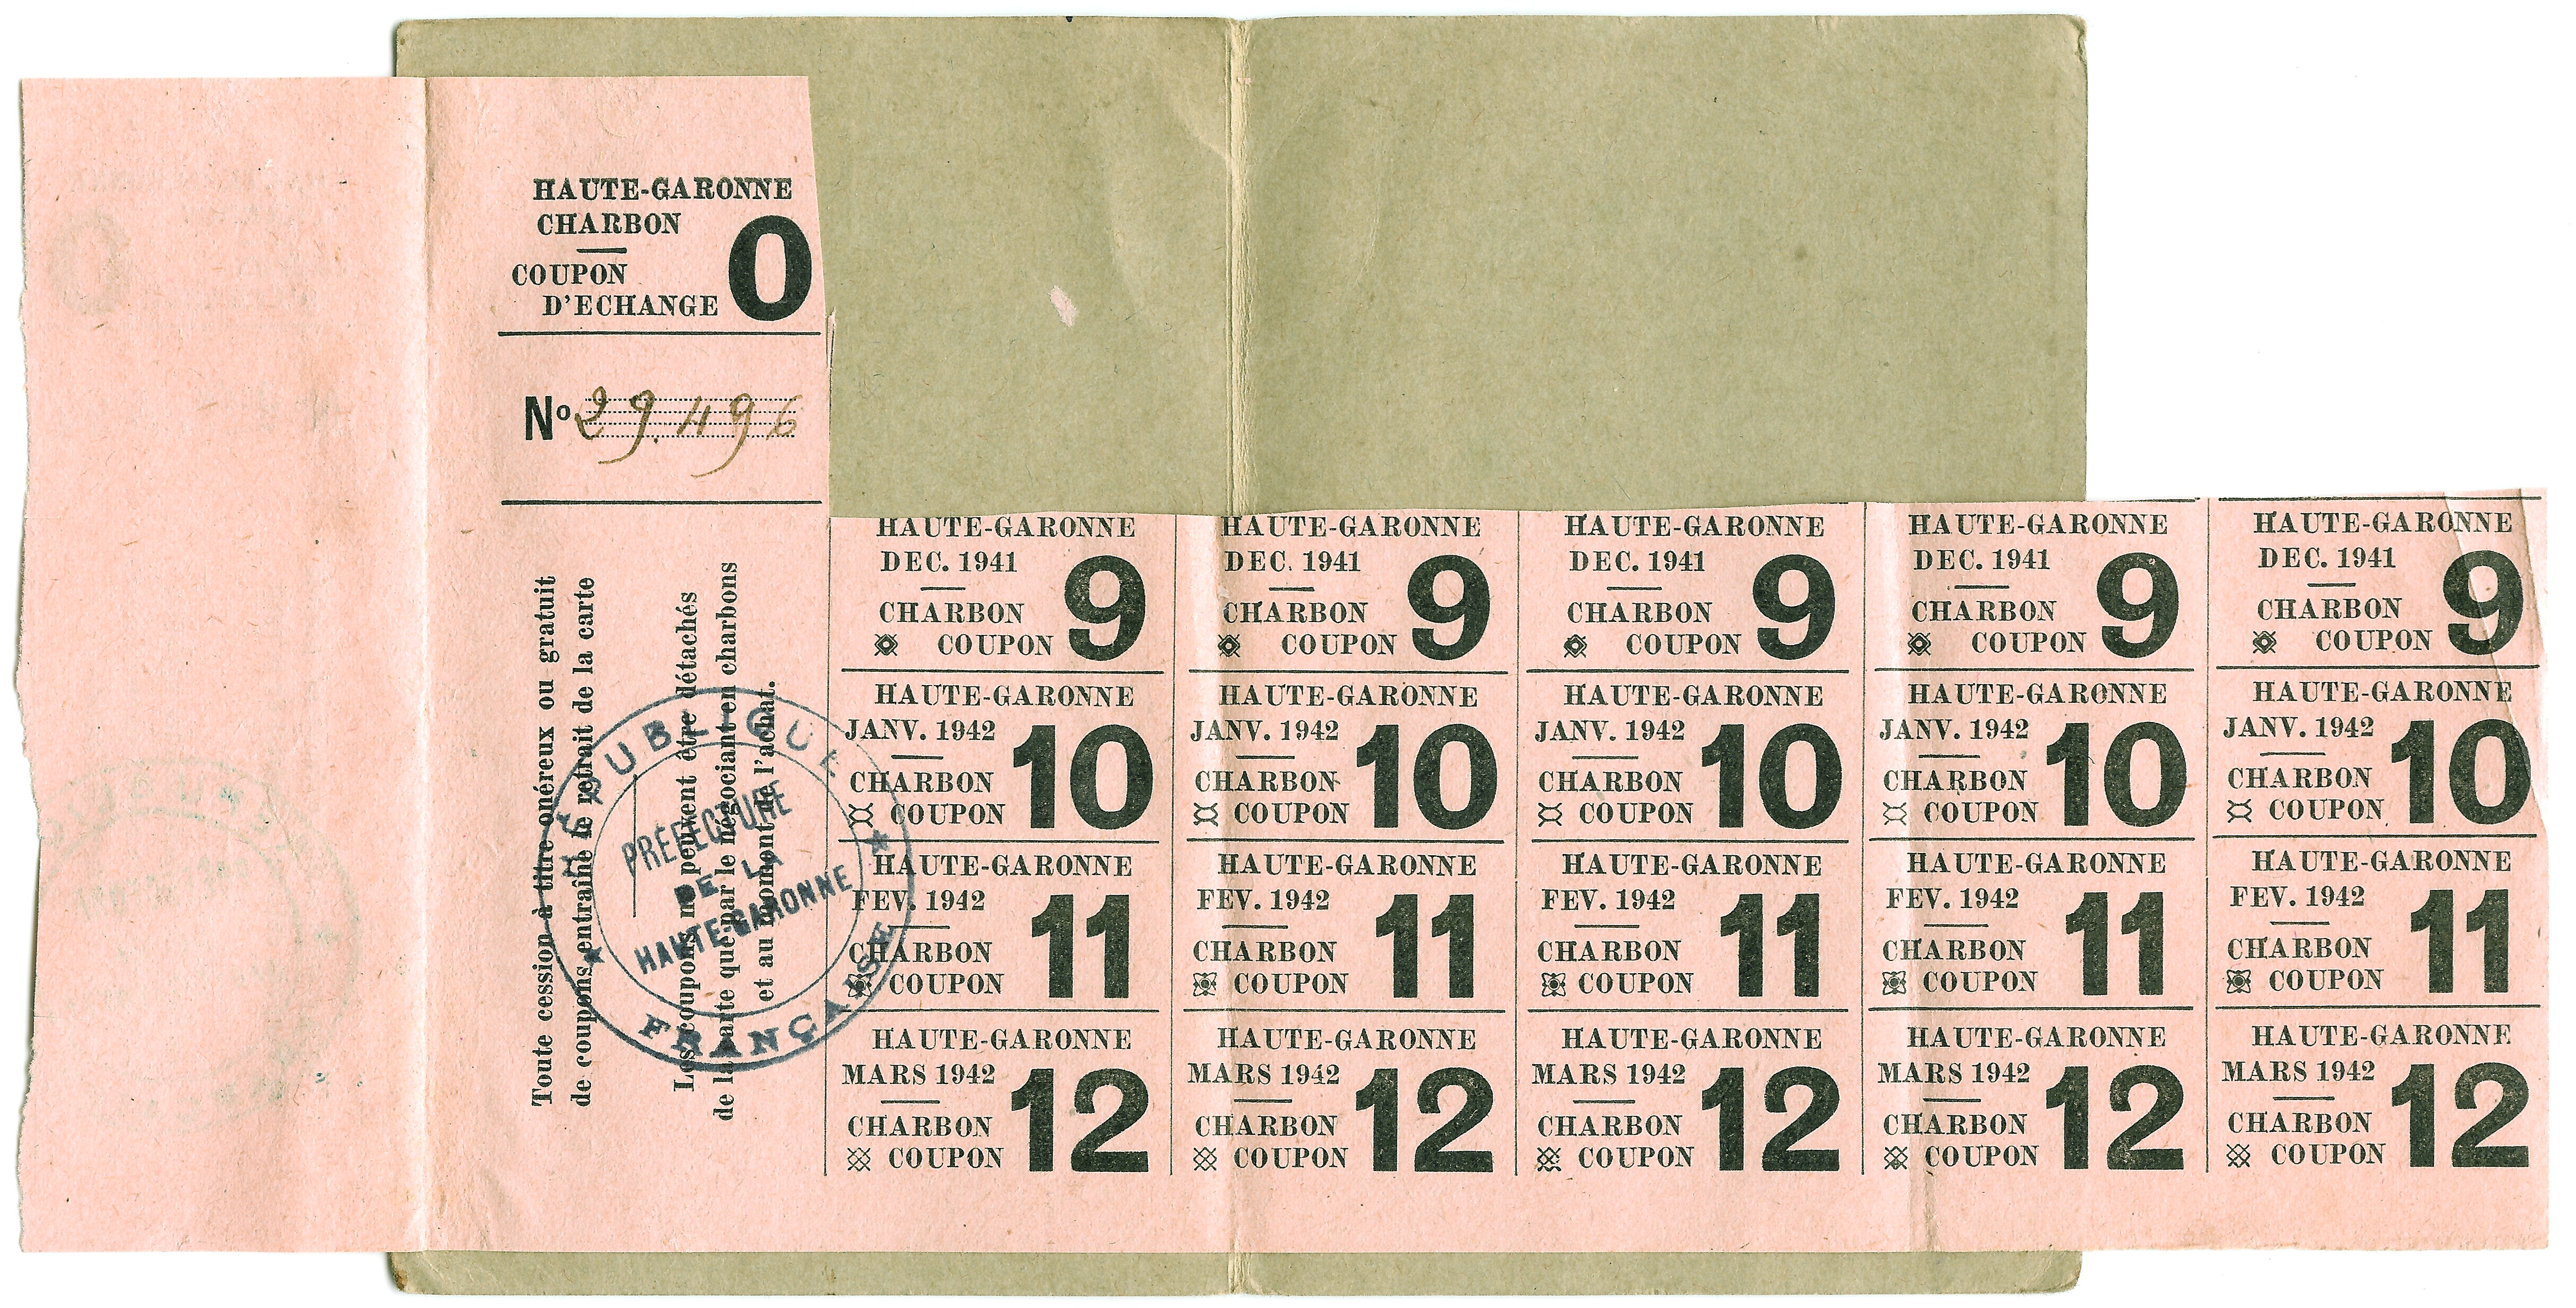 HAUTE-GARONNE
CHARBON
COUPON
D'ECHANGE
0
Nº 29.496
Toute cession à titre onéreux ou gratuit
de coupons entraîne le retrait de la carte
Les coupons ne peuvent être détachés
de la carte que par le négociant en charbons
et au moment de l'achat.
RÉPUBLIQUE
PRÉFECTURE
DE LA
HAUTE-GARONNE
FRANÇAISE
HAUTE-GARONNE
DEC. 1941
CHARBON
COUPON
9
HAUTE-GARONNE
DEC. 1941
CHARBON
COUPON
9
HAUTE-GARONNE
DEC. 1941
CHARBON
COUPON
9
HAUTE-GARONNE
DEC. 1941
CHARBON
COUPON
9
HAUTE-GARONNE
DEC. 1941
CHARBON
COUPON
9
HAUTE-GARONNE
JANV. 1942
CHARBON
COUPON
10
HAUTE-GARONNE
JANV. 1942
CHARBON
COUPON
10
HAUTE-GARONNE
JANV. 1942
CHARBON
COUPON
10
HAUTE-GARONNE
JANV. 1942
CHARBON
COUPON
10
HAUTE-GARONNE
JANV. 1942
CHARBON
COUPON
10
HAUTE-GARONNE
FEV. 1942
CHARBON
COUPON
11
HAUTE-GARONNE
FEV. 1942
CHARBON
COUPON
11
HAUTE-GARONNE
FEV. 1942
CHARBON
COUPON
11
HAUTE-GARONNE
FEV. 1942
CHARBON
COUPON
11
HAUTE-GARONNE
FEV. 1942
CHARBON
COUPON
11
HAUTE-GARONNE
MARS 1942
CHARBON
COUPON
12
HAUTE-GARONNE
MARS 1942
CHARBON
COUPON
12
HAUTE-GARONNE
MARS 1942
CHARBON
COUPON
12
HAUTE-GARONNE
MARS 1942
CHARBON
COUPON
12
HAUTE-GARONNE
MARS 1942
CHARBON
COUPON
12